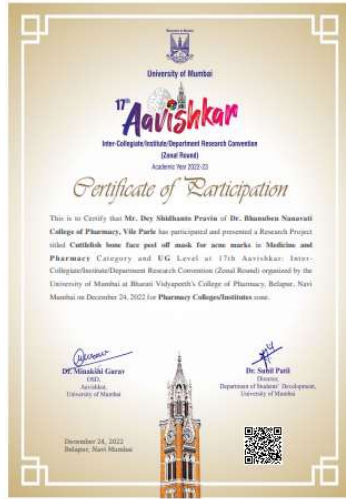 University of Mumbai
17th
Aavishkar
Inter-Collegiate/Institute/Department Research Convention
(Zonal Round)
Academic Year 2022-23
Certificate of Participation
This is to Certify that Mr. Dey Shidhanta Pravin of Dr. Bhanuben Nanavati
College of Pharmacy, Vile Parle has participated and presented a Research Project
titled Cuttlefish bone face peel off mask for acne marks in Medicine and
Pharmacy Category and UG Level at 17th Aavishkar: Inter-
Collegiate/Institute/Department Research Convention (Zonal Round) organized by the
University of Mumbai at Bharati Vidyapeeth's College of Pharmacy, Belapur, Navi
Mumbai on December 24, 2022 for Pharmacy Colleges/Institutes zone.
Dr. Minakshi Gurav
OSD,
Aavishkar,
University of Mumbai
Dr. Sunil Patil
Director,
Department of Students' Development,
University of Mumbai
December 24, 2022
Belapur, Navi Mumbai